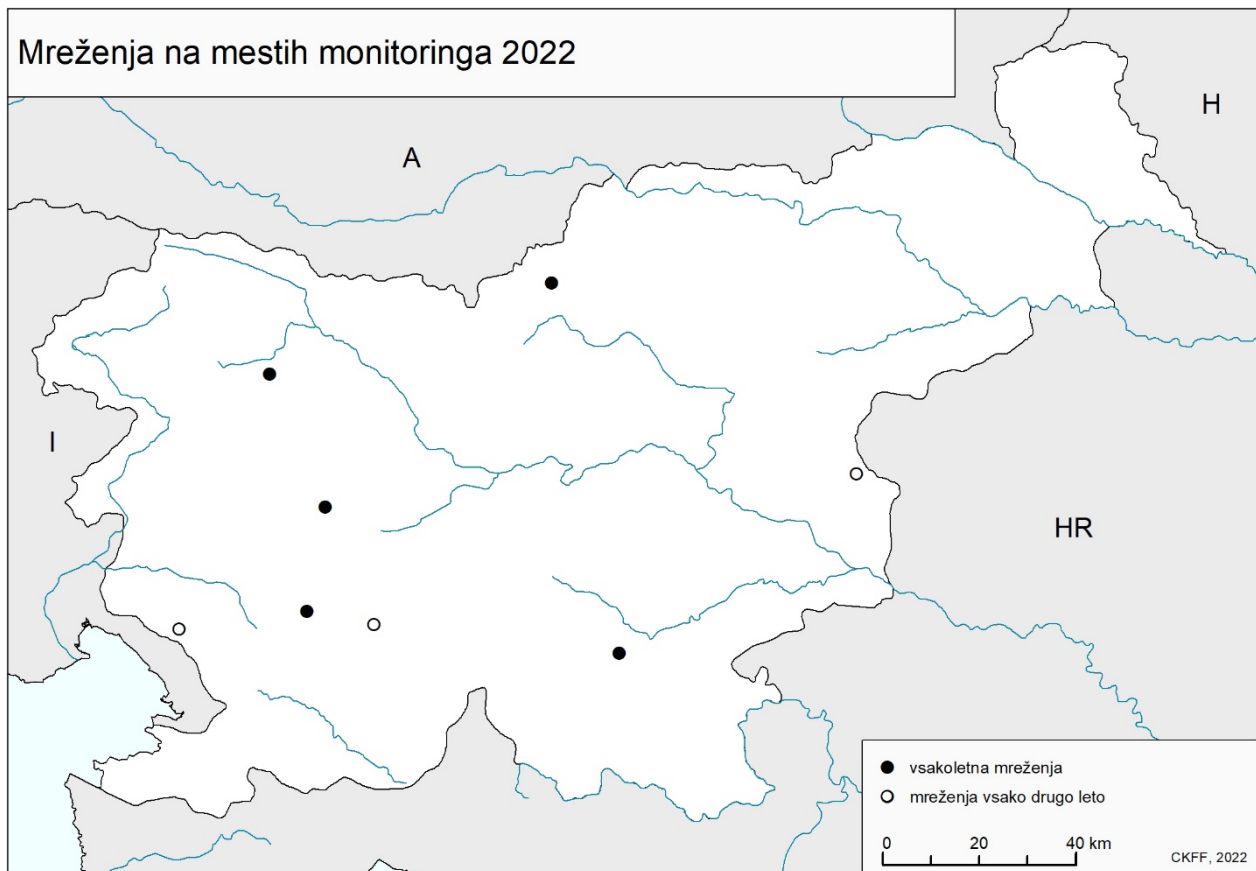 Mreženja na mestih monitoringa 2022
H
A
I
HR
vsakoletna mreženja
mreženja vsako drugo leto
0 20 40 km
CKFF, 2022